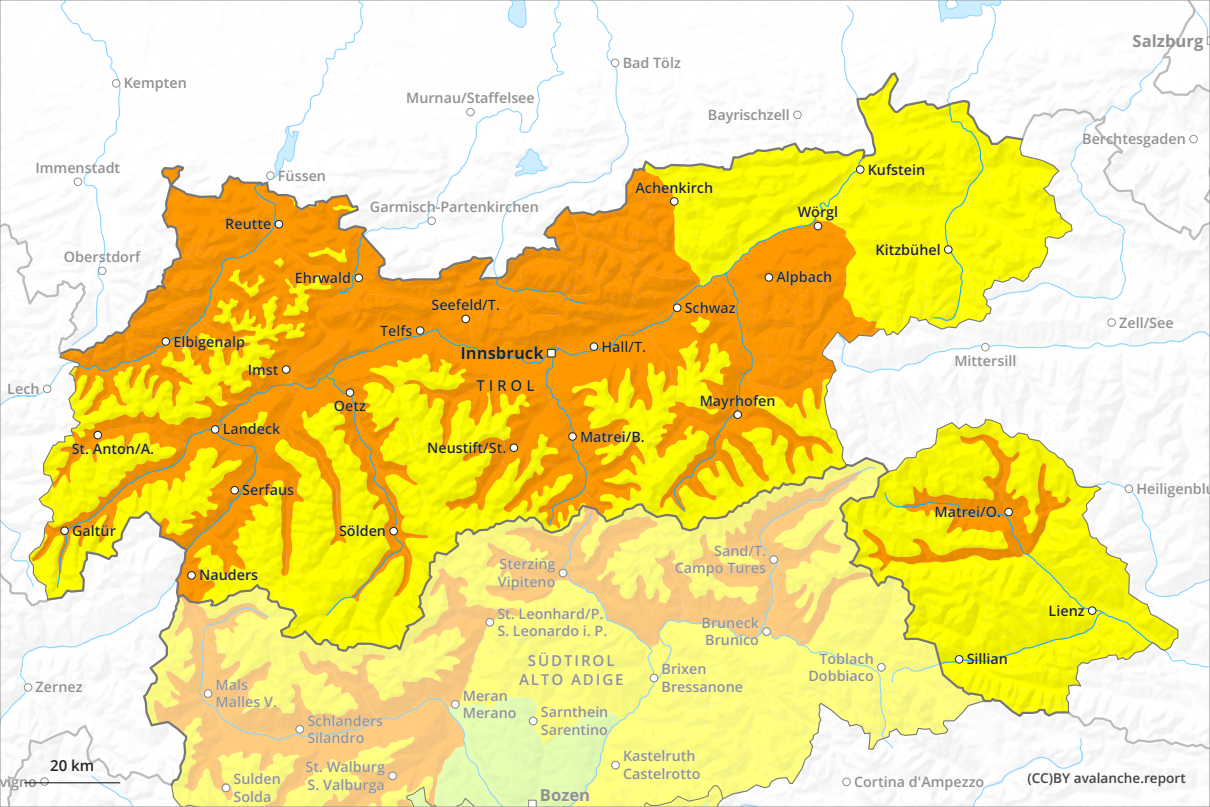 Salzburg
Bad Tölz
Kempten
Murnau/Staffelsee
Bayrischzell
Berchtesgaden
Immenstadt
Füssen
Kufstein
Achenkirch
Garmisch-Partenkirchen
Wörgl
Reutte
Kitzbühel
Oberstdorf
Ehrwald
Alpbach
Seefeld/T.
Schwaz
Zell/See
Telfs
Elbigenalp
Innsbruck
Hall/T.
Mittersill
Imst
TIROL
Lech
Mayrhofen
Oetz
Landeck
Matrei/B.
St. Anton/A.
Neustift/St.
Serfaus
Heiligenblu
Matrei/O.
Galtür
Sölden
Sand/T.
Campo Tures
Sterzing
Vipiteno
Nauders
Lienz
St. Leonhard/P.
S. Leonardo i. P.
Bruneck
Brunico
SÜDTIROL
ALTO ADIGE
Toblach
Dobbiaco
Sillian
Brixen
Bressanone
Zernez
Mals
Malles V.
Meran
Merano
Sarnthein
Sarentino
Schlanders
Silandro
Kastelruth
Castelrotto
20 km
St. Walburg
S. Valburga
Sulden
Solda
vigno
Cortina d'Ampezzo
(CC)BY avalanche.report
Bozen